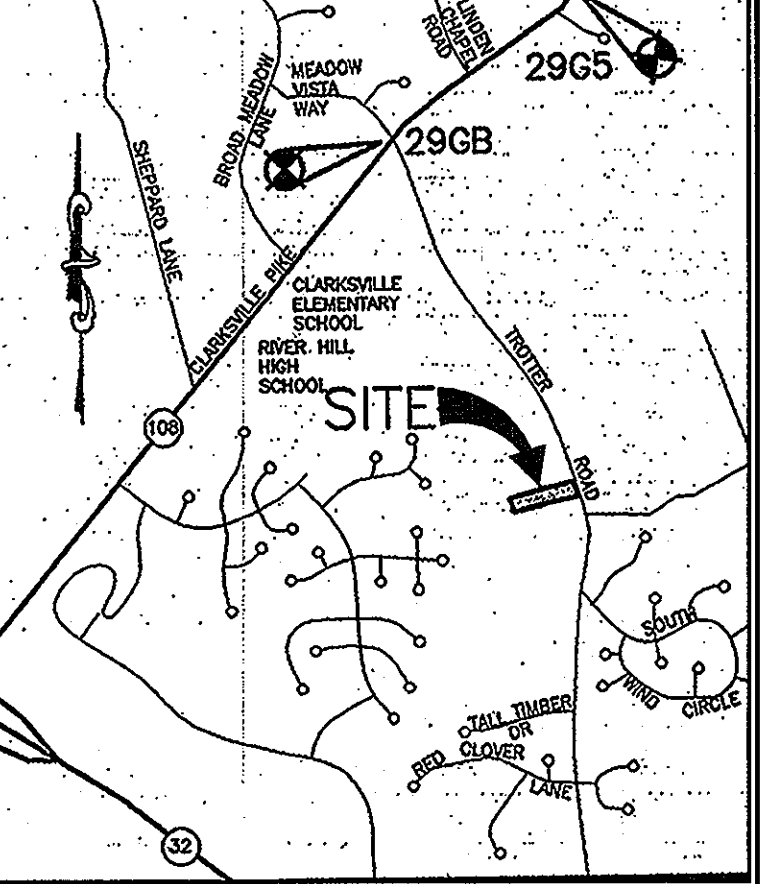 LINDEN
CHAPEL
ROAD
29G5
MEADOW
VISTA
WAY
BROAD MEADOW
LANE
29GB
SHEPPARD LANE
CLARKSVILLE PIKE
CLARKSVILLE
ELEMENTARY
SCHOOL
RIVER HILL
HIGH
SCHOOL
TROTTER
ROAD
SITE
108
SOUTH
WIND
CIRCLE
TALL TIMBER
OR
RED
CLOVER
LANE
32